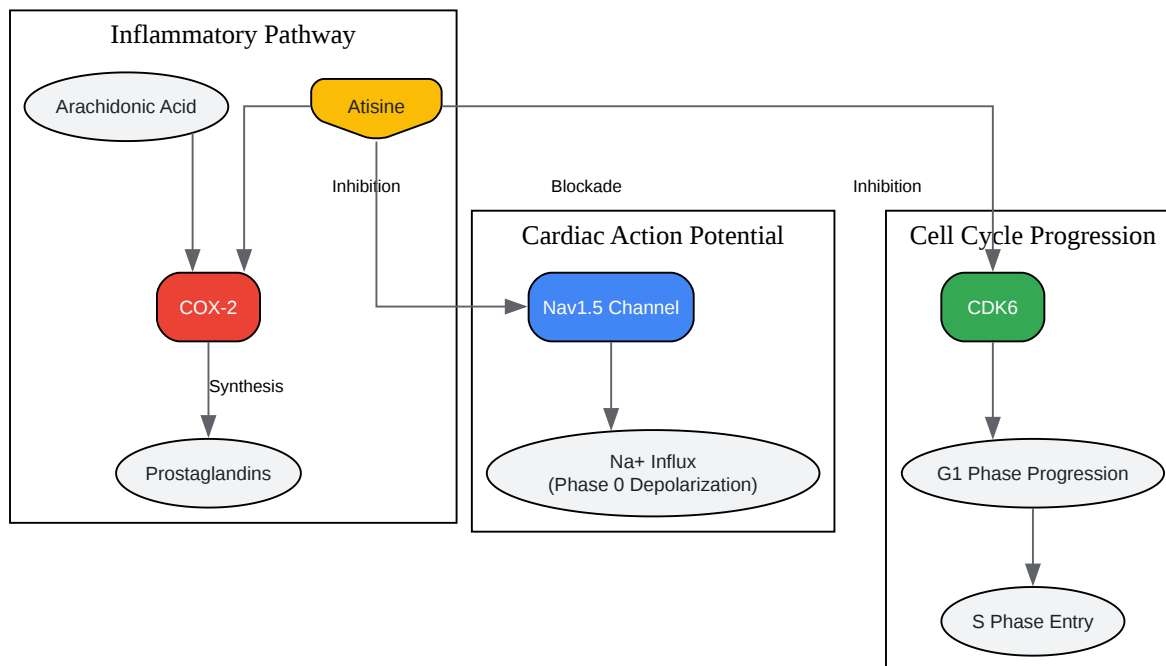 Inflammatory Pathway
Arachidonic Acid
Atisine
Inhibition
Blockade
Inhibition
Cardiac Action Potential
Cell Cycle Progression
COX-2
Nav1.5 Channel
CDK6
Synthesis
Prostaglandins
Na+ Influx
(Phase 0 Depolarization)
G1 Phase Progression
S Phase Entry